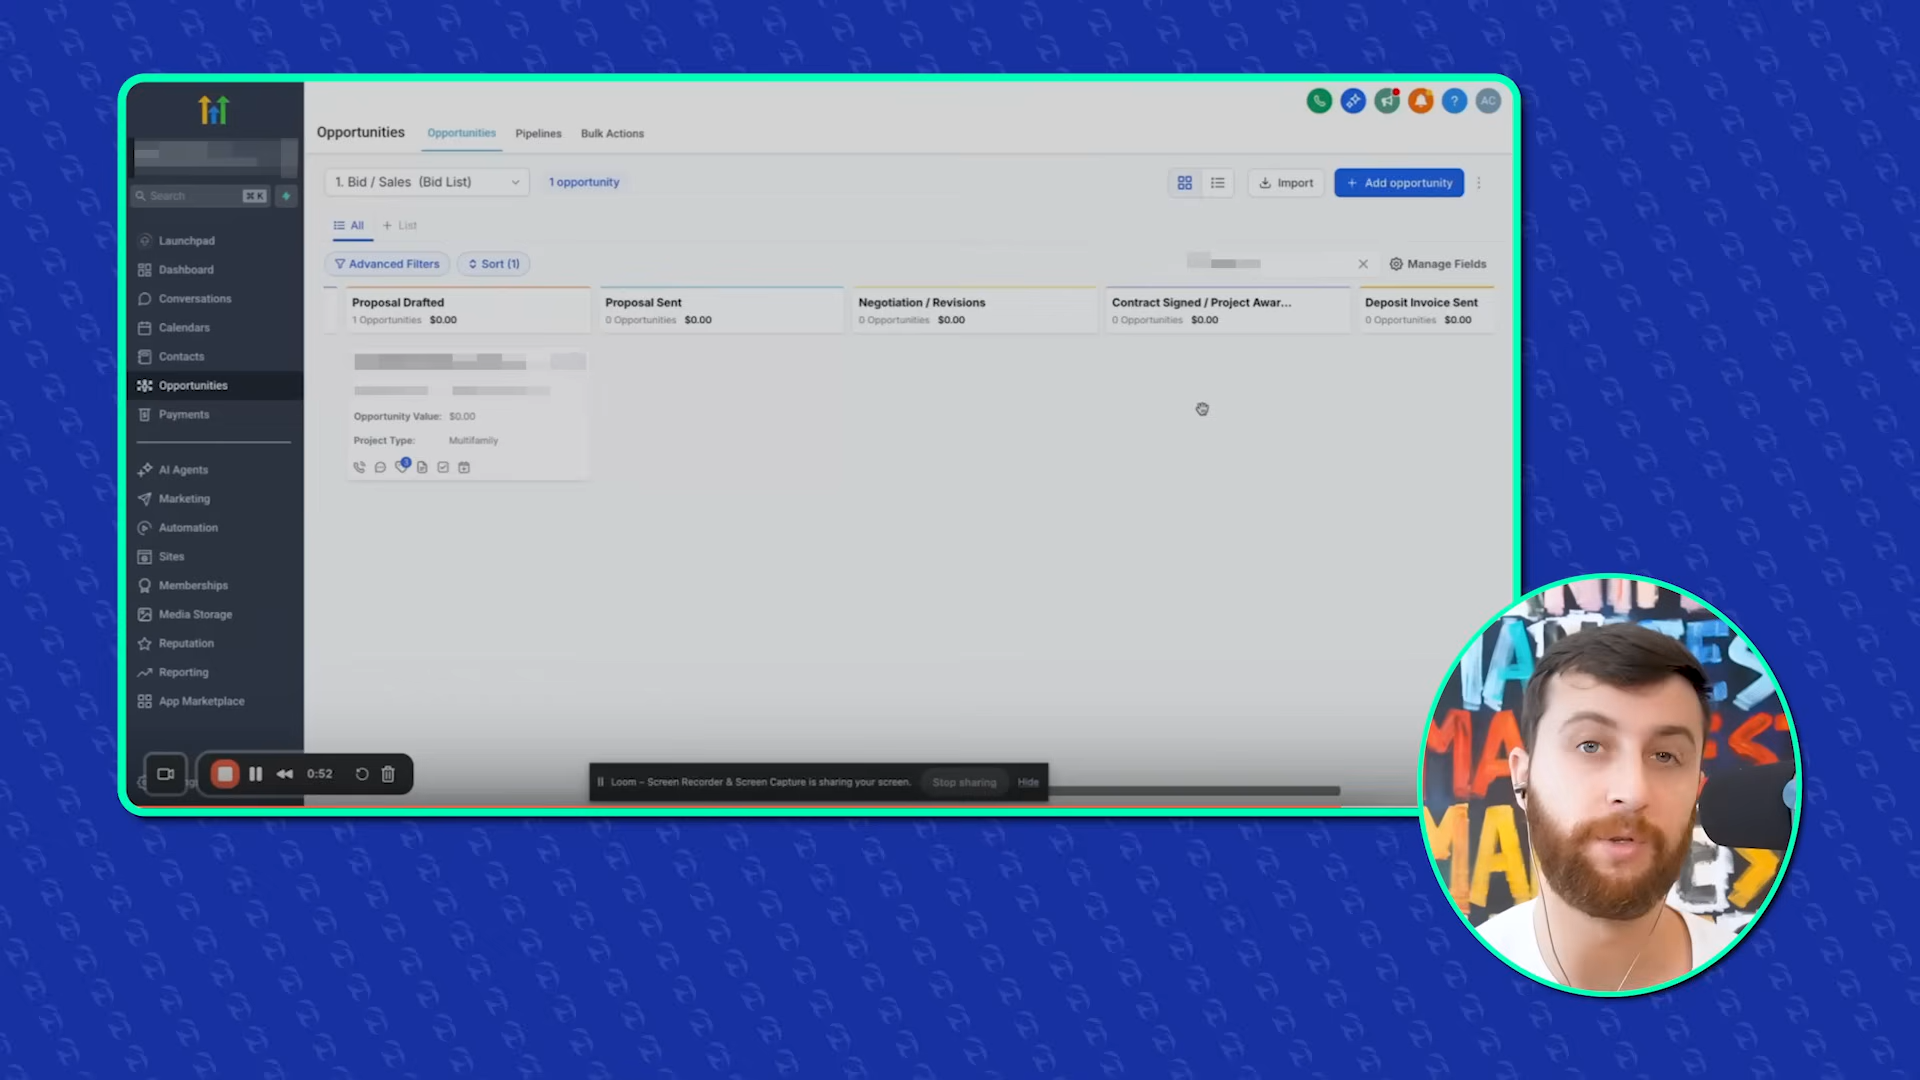 Opportunities
Opportunities
Pipelines
Bulk Actions
AC
Search
⌘ K
1. Bid / Sales (Bid List)
1 opportunity
Import
+ Add opportunity
All
+ List
Advanced Filters
Sort (1)
Manage Fields
Launchpad
Dashboard
Conversations
Calendars
Contacts
Opportunities
Payments
AI Agents
Marketing
Automation
Sites
Memberships
Media Storage
Reputation
Reporting
App Marketplace
Proposal Drafted
1 Opportunities $0.00
Proposal Sent
0 Opportunities $0.00
Negotiation / Revisions
0 Opportunities $0.00
Contract Signed / Project Awar...
0 Opportunities $0.00
Deposit Invoice Sent
0 Opportunities $0.00
Opportunity Value: $0.00
Project Type: Multifamily
0:52
Loom – Screen Recorder & Screen Capture is sharing your screen.
Stop sharing
Hide